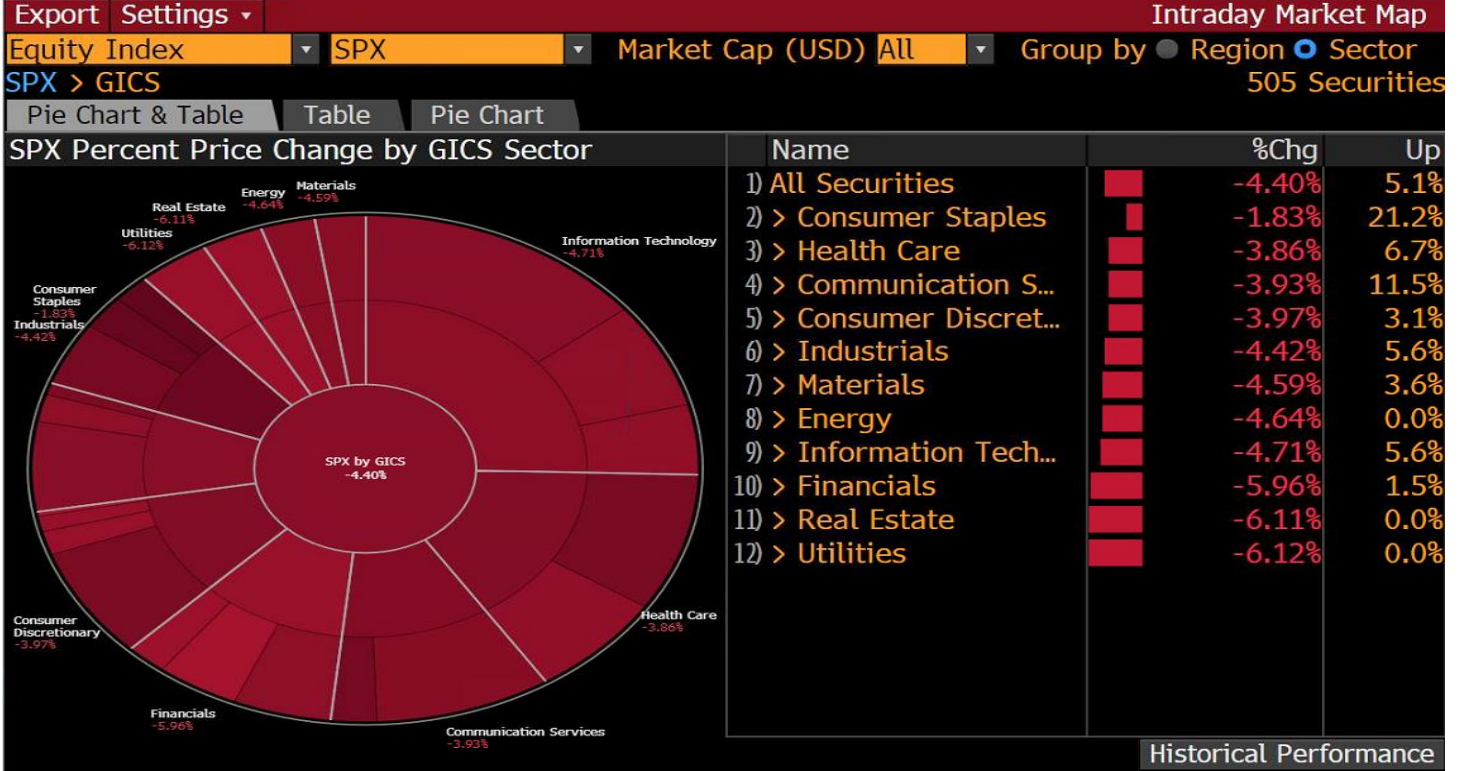 Export Settings Intraday Market Map
Equity Index SPX Market Cap (USD) All Group by Region Sector
SPX > GICS 505 Securities
Pie Chart & Table Table Pie Chart
SPX Percent Price Change by GICS Sector
Materials
-4.59%
Energy
-4.64%
Real Estate
-6.11%
Utilities
-6.12%
Information Technology
-4.71%
Consumer
Staples
-1.83%
Industrials
-4.42%
SPX by GICS
-4.40%
Health Care
-3.86%
Consumer
Discretionary
-3.97%
Financials
-5.96%
Communication Services
-3.93%
Name %Chg Up
1) All Securities -4.40% 5.1%
2) > Consumer Staples -1.83% 21.2%
3) > Health Care -3.86% 6.7%
4) > Communication S... -3.93% 11.5%
5) > Consumer Discret... -3.97% 3.1%
6) > Industrials -4.42% 5.6%
7) > Materials -4.59% 3.6%
8) > Energy -4.64% 0.0%
9) > Information Tech... -4.71% 5.6%
10) > Financials -5.96% 1.5%
11) > Real Estate -6.11% 0.0%
12) > Utilities -6.12% 0.0%
Historical Performance